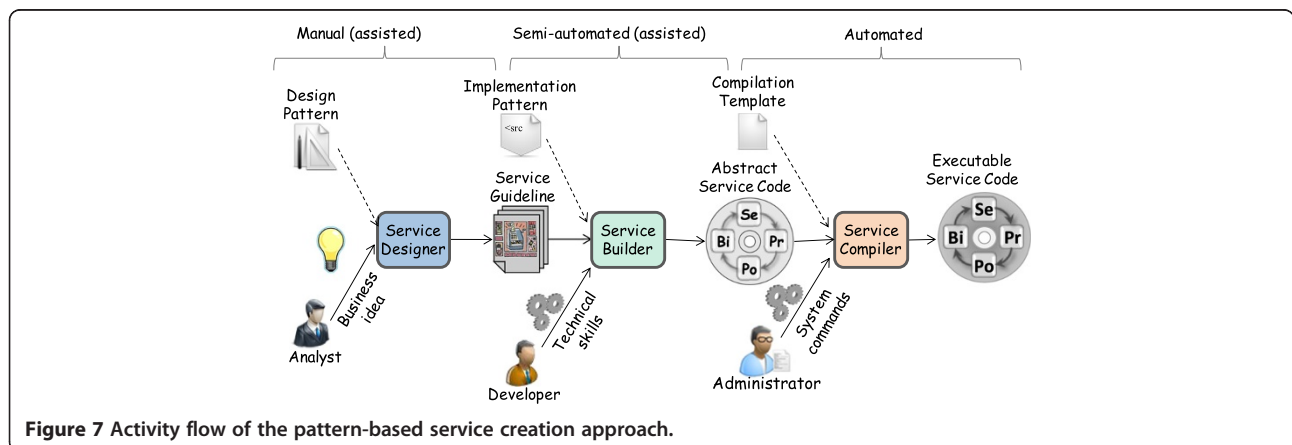 Manual (assisted)
Semi-automated (assisted)
Automated
Design
Pattern
Implementation
Pattern
<src
Compilation
Template
Service
Designer
Service
Guideline
Service
Builder
Abstract
Service Code
Se
Bi
Pr
Po
Service
Compiler
Executable
Service Code
Se
Bi
Pr
Po
Business
idea
Analyst
Technical
skills
Developer
System
commands
Administrator
Figure 7 Activity flow of the pattern-based service creation approach.